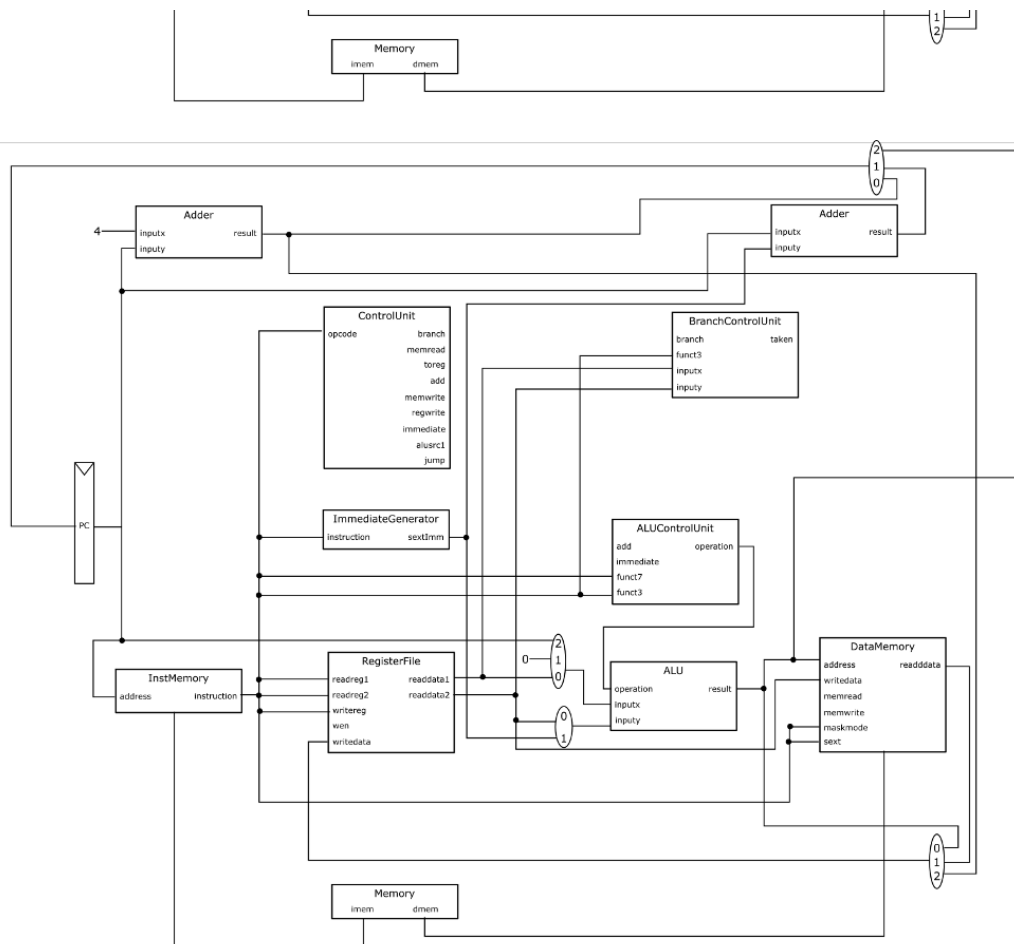 1
2
Memory
imem dmem
2
1
0
Adder
4 inputx result
inputy
Adder
inputx result
inputy
ControlUnit
opcode branch
memread
toreg
add
memwrite
regwrite
immediate
alusrc1
jump
BranchControlUnit
branch taken
funct3
inputx
inputy
PC
ImmediateGenerator
instruction sextImm
ALUControlUnit
add operation
immediate
funct7
funct3
2
0 1
0
InstMemory
address instruction
RegisterFile
readreg1 readdata1
readreg2 readdata2
writereg
wen
writedata
0
1
ALU
operation result
inputx
inputy
DataMemory
address readddata
writedata
memread
memwrite
maskmode
sext
0
1
2
Memory
imem dmem